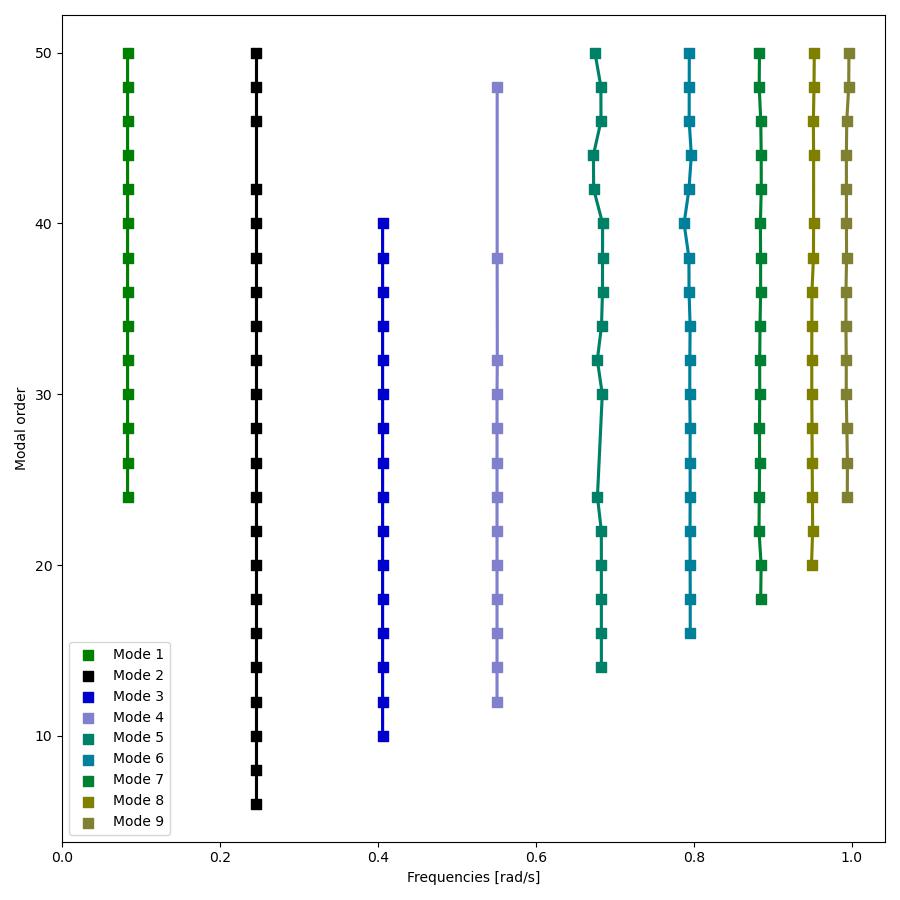 50
40
30
20
10
Modal order
Mode 1
Mode 2
Mode 3
Mode 4
Mode 5
Mode 6
Mode 7
Mode 8
Mode 9
0.0 0.2 0.4 0.6 0.8 1.0
Frequencies [rad/s]